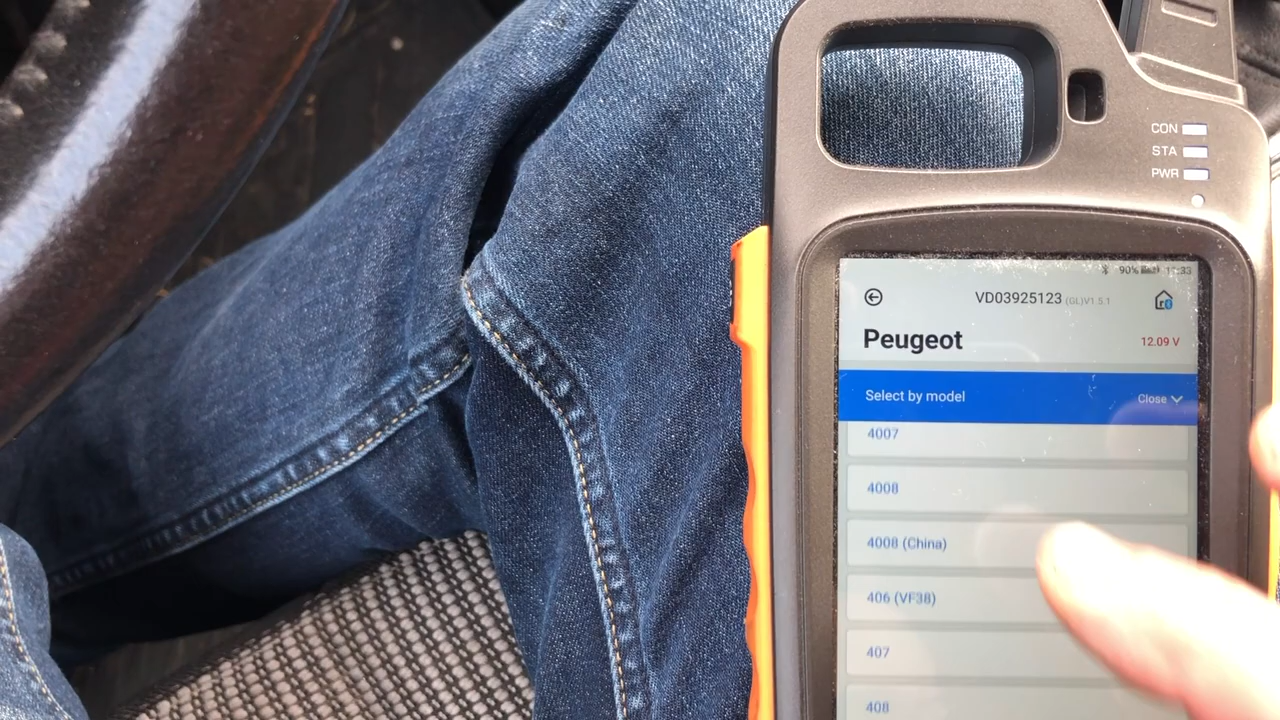 CON
STA
PWR
90%
VD03925123 (GL)V1.5.1
Peugeot
12.09 V
Select by model
Close
4007
4008
4008 (China)
406 (VF38)
407
408